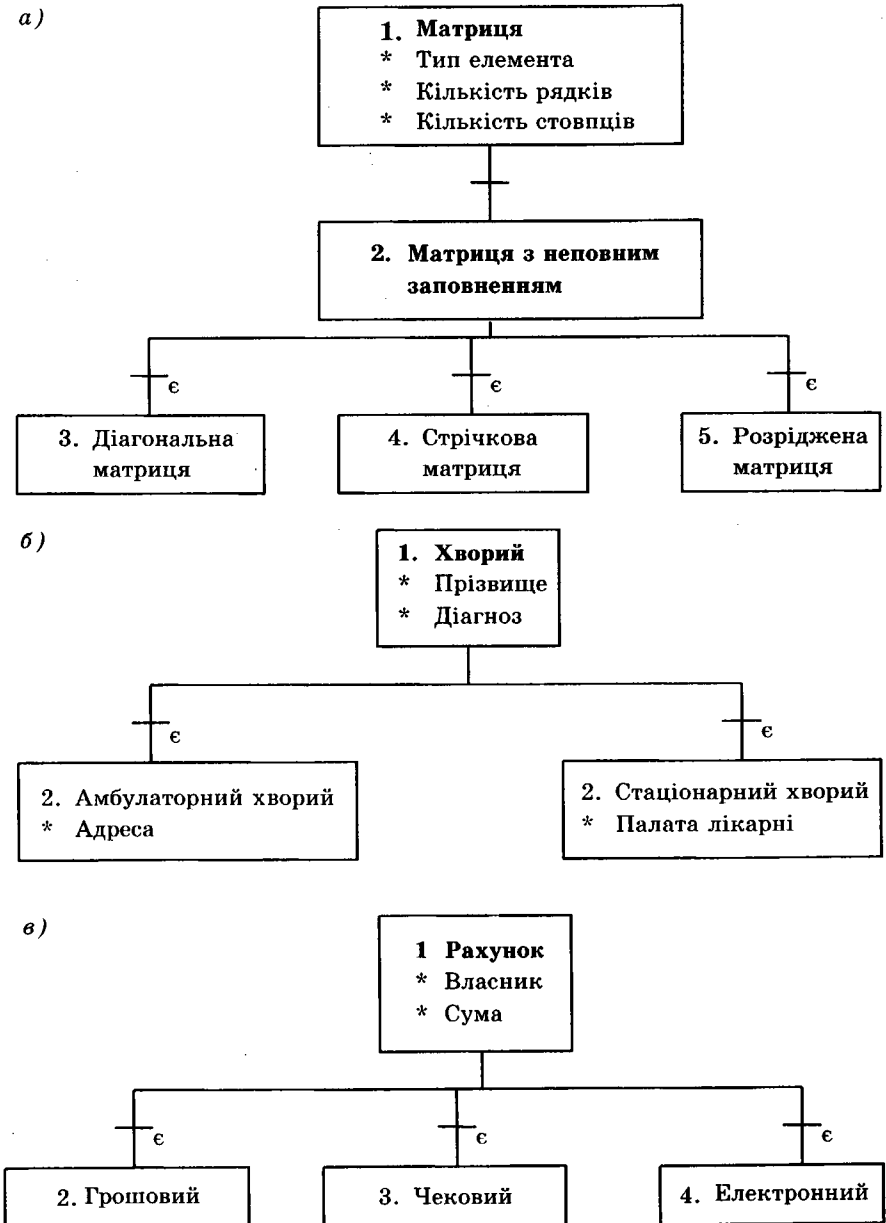 а)
1. Матриця
* Тип елемента
* Кількість рядків
* Кількість стовпців
2. Матриця з неповним
заповненням
є
є
є
3. Діагональна
матриця
4. Стрічкова
матриця
5. Розріджена
матриця
б)
1. Хворий
* Прізвище
* Діагноз
є
є
2. Амбулаторний хворий
* Адреса
2. Стаціонарний хворий
* Палата лікарні
в)
1 Рахунок
* Власник
* Сума
є
є
є
2. Грошовий
3. Чековий
4. Електронний